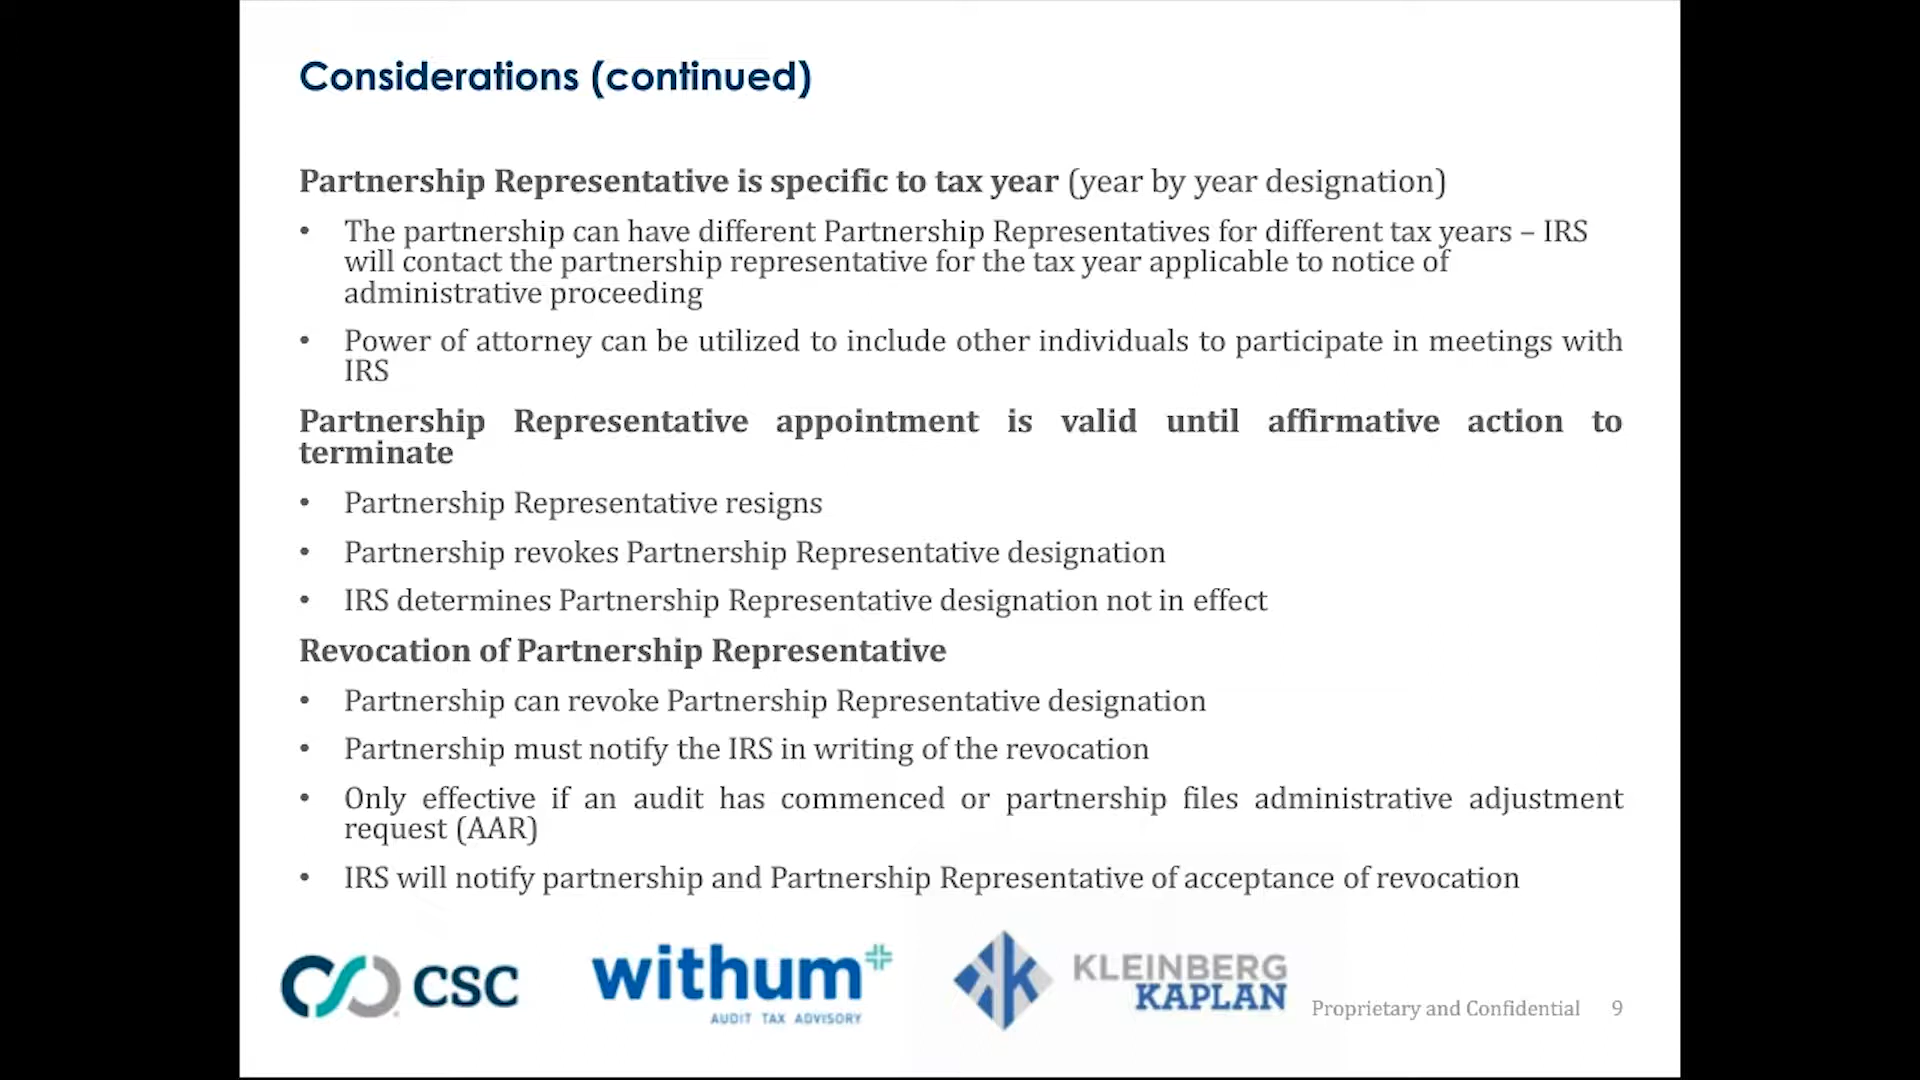 Considerations (continued)
Partnership Representative is specific to tax year (year by year designation)
• The partnership can have different Partnership Representatives for different tax years – IRS
will contact the partnership representative for the tax year applicable to notice of
administrative proceeding
• Power of attorney can be utilized to include other individuals to participate in meetings with
IRS
Partnership Representative appointment is valid until affirmative action to
terminate
• Partnership Representative resigns
• Partnership revokes Partnership Representative designation
• IRS determines Partnership Representative designation not in effect
Revocation of Partnership Representative
• Partnership can revoke Partnership Representative designation
• Partnership must notify the IRS in writing of the revocation
• Only effective if an audit has commenced or partnership files administrative adjustment
request (AAR)
• IRS will notify partnership and Partnership Representative of acceptance of revocation
CSC
withum
AUDIT TAX ADVISORY
KLEINBERG
KAPLAN
Proprietary and Confidential 9